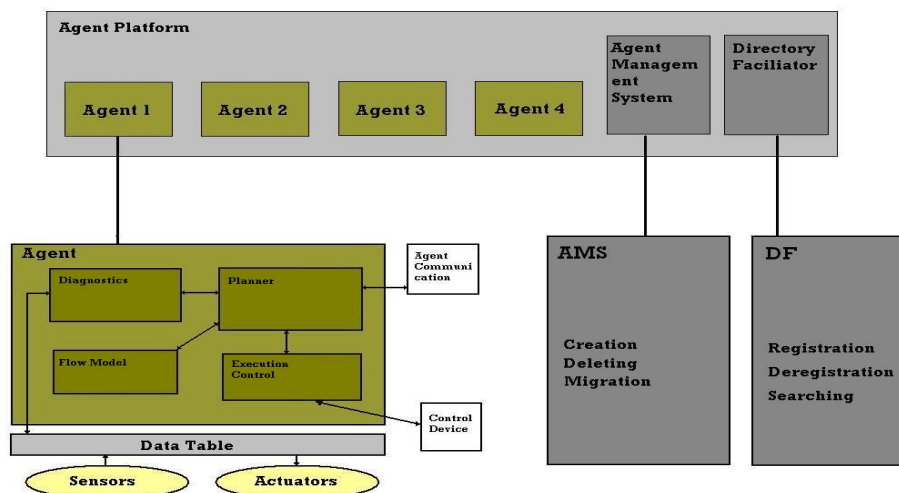 Agent Platform
Agent 1
Agent 2
Agent 3
Agent 4
Agent
Managem
ent
System
Directory
Faciliator
Agent
Diagnostics
Planner
Flow Model
Execution
Control
Agent
Communi
cation
Control
Device
Data Table
Sensors
Actuators
AMS
Creation
Deleting
Migration
DF
Registration
Deregistration
Searching